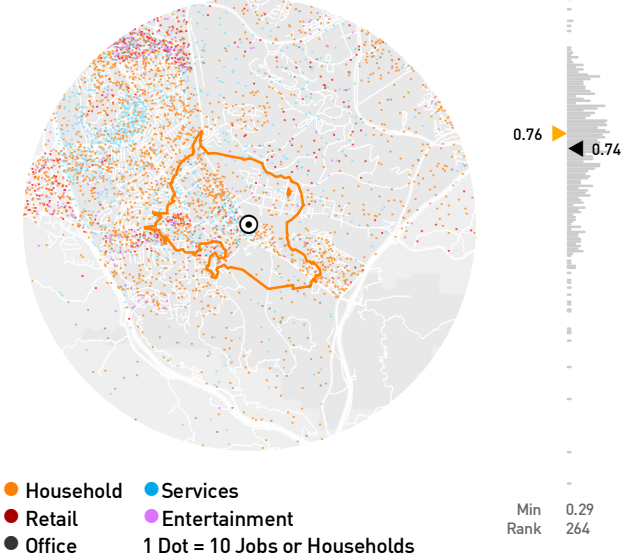 0.76
0.74
Household Services
Retail Entertainment
Office 1 Dot = 10 Jobs or Households
Min 0.29
Rank 264